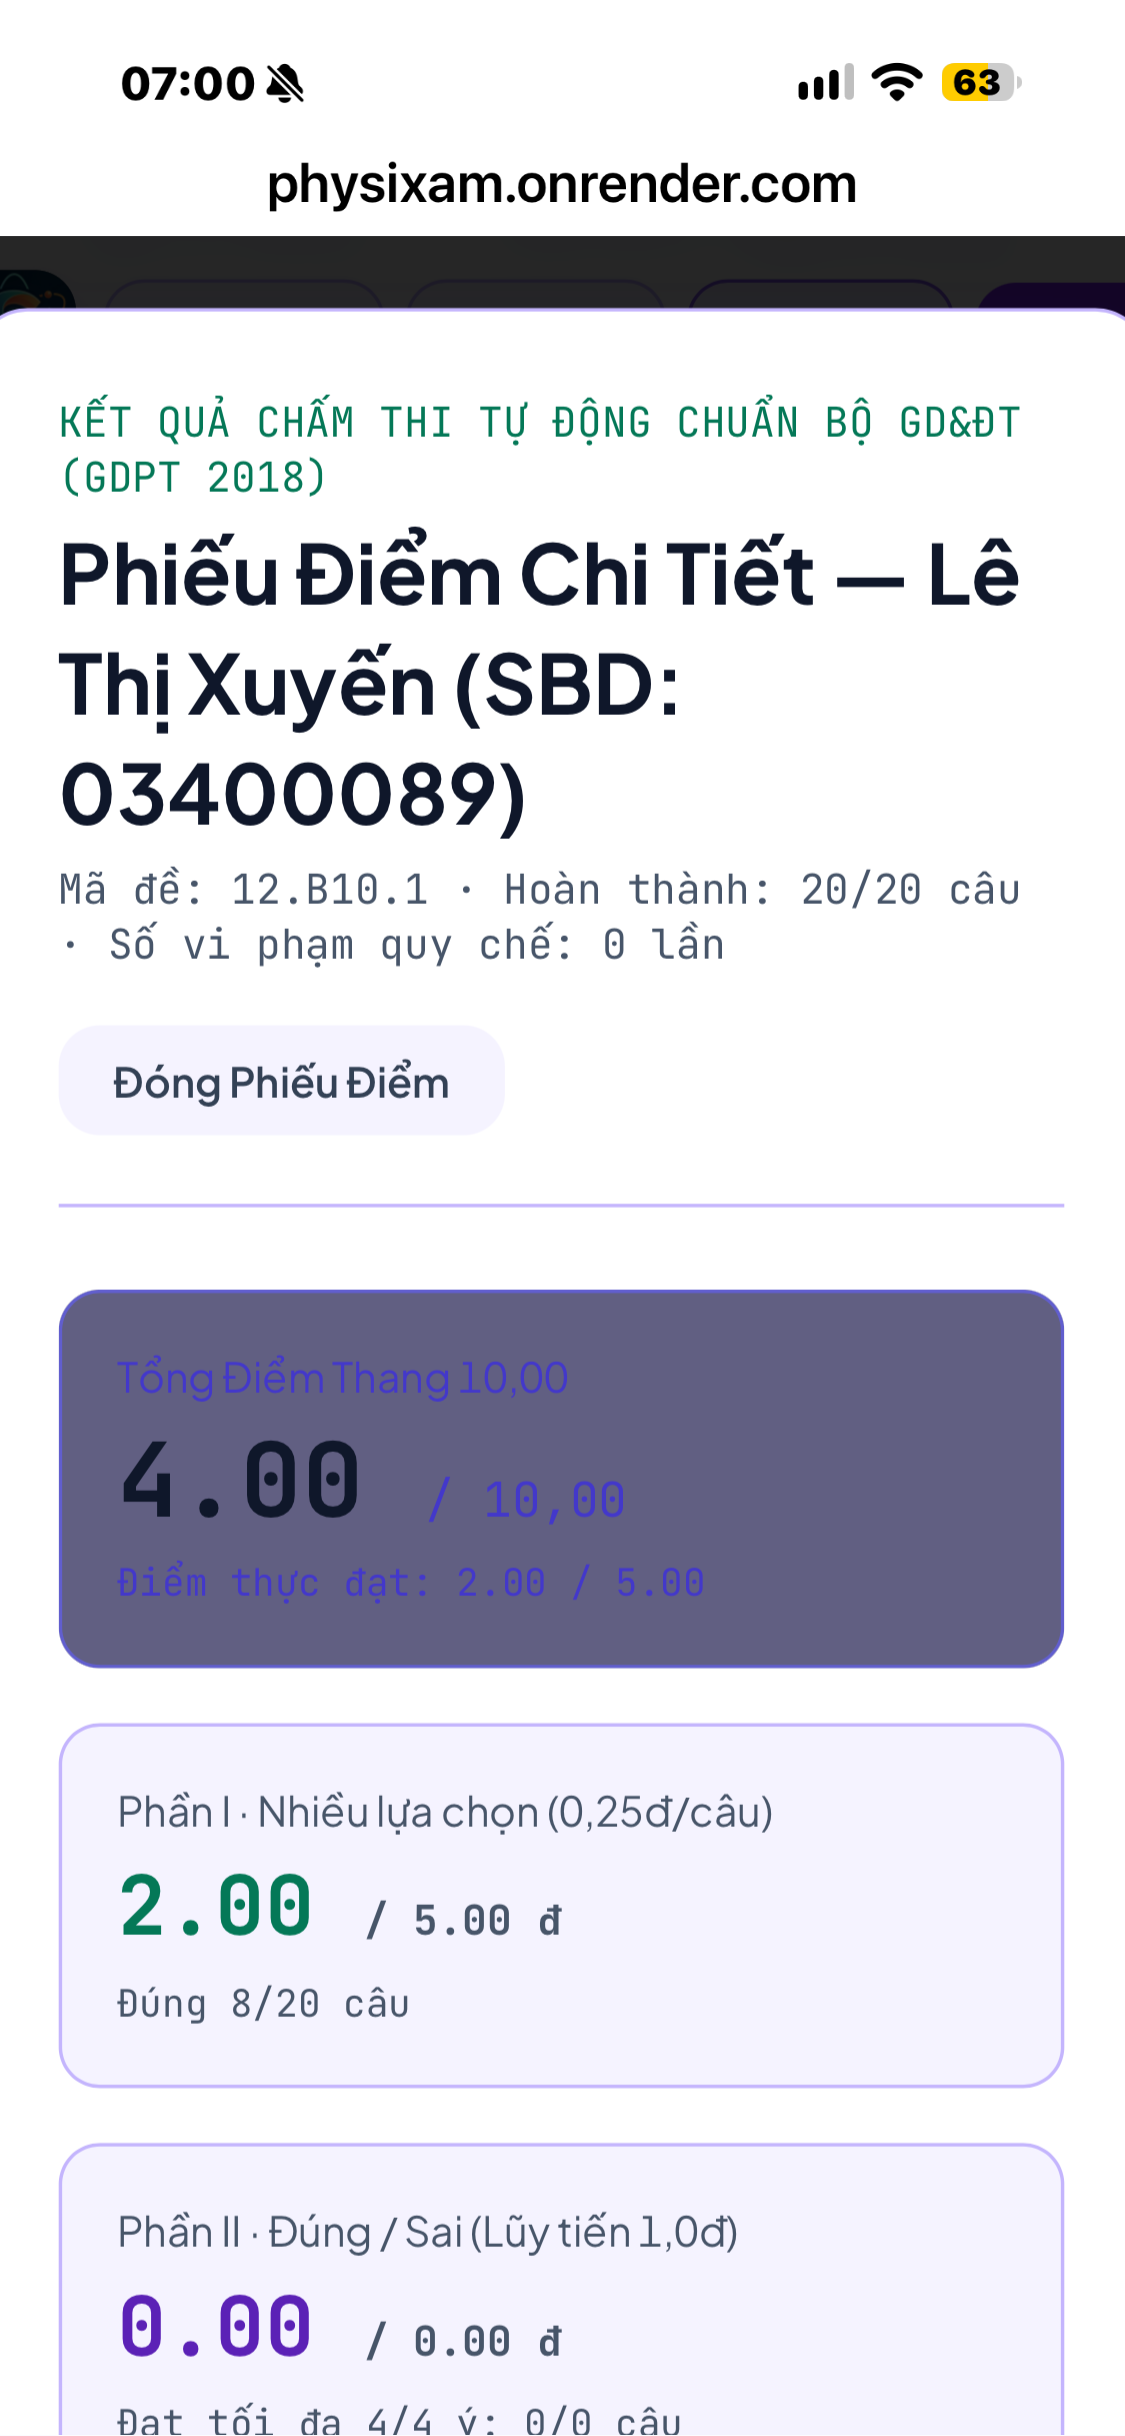 07:00
63
physixam.onrender.com
KẾT QUẢ CHẤM THI TỰ ĐỘNG CHUẨN BỘ GD&ĐT
(GDPT 2018)
Phiếu Điểm Chi Tiết — Lê
Thị Xuyến (SBD:
03400089)
Mã đề: 12.B10.1 · Hoàn thành: 20/20 câu
· Số vi phạm quy chế: 0 lần
Đóng Phiếu Điểm
Tổng Điểm Thang 10,00
4.00 / 10,00
Điểm thực đạt: 2.00 / 5.00
Phần I · Nhiều lựa chọn (0,25đ/câu)
2.00 / 5.00 đ
Đúng 8/20 câu
Phần II · Đúng / Sai (Lũy tiến 1,0đ)
0.00 / 0.00 đ
Đạt tối đa 4/4 ý: 0/0 câu